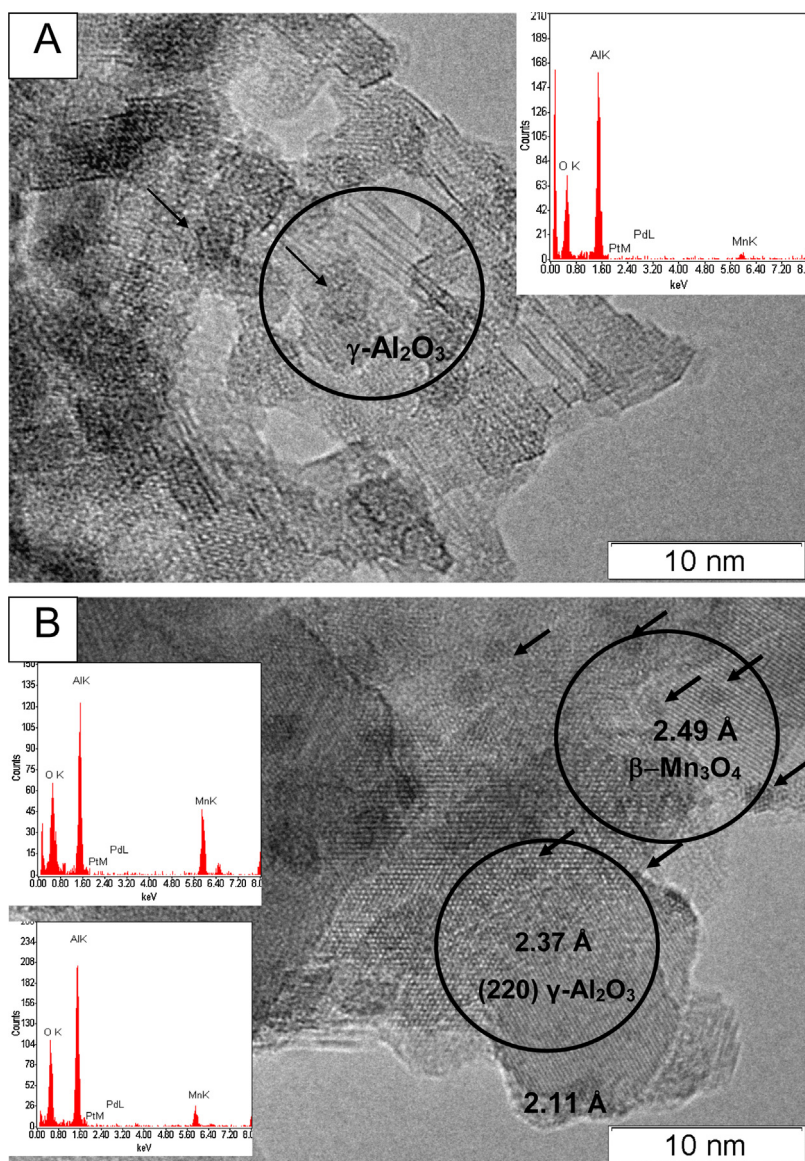 A
210
189
168
147
126
105
84
63
42
21
0
Counts
AlK
O K
PtM
PdL
MnK
0.00 0.80 1.60 2.40 3.20 4.00 4.80 5.60 6.40 7.20 8.
keV
γ-Al₂O₃
10 nm
B
150
135
120
105
90
75
60
45
30
15
0
Counts
AlK
O K
PtM
PdL
MnK
0.00 0.80 1.60 2.40 3.20 4.00 4.80 5.60 6.40 7.20 8.0
keV
2.49 Å
β–Mn₃O₄
260
234
208
182
156
130
104
78
52
26
0
Counts
AlK
O K
PtM
PdL
MnK
0.00 0.80 1.60 2.40 3.20 4.00 4.80 5.60 6.40 7.20 8.00
keV
2.37 Å
(220) γ-Al₂O₃
2.11 Å
10 nm